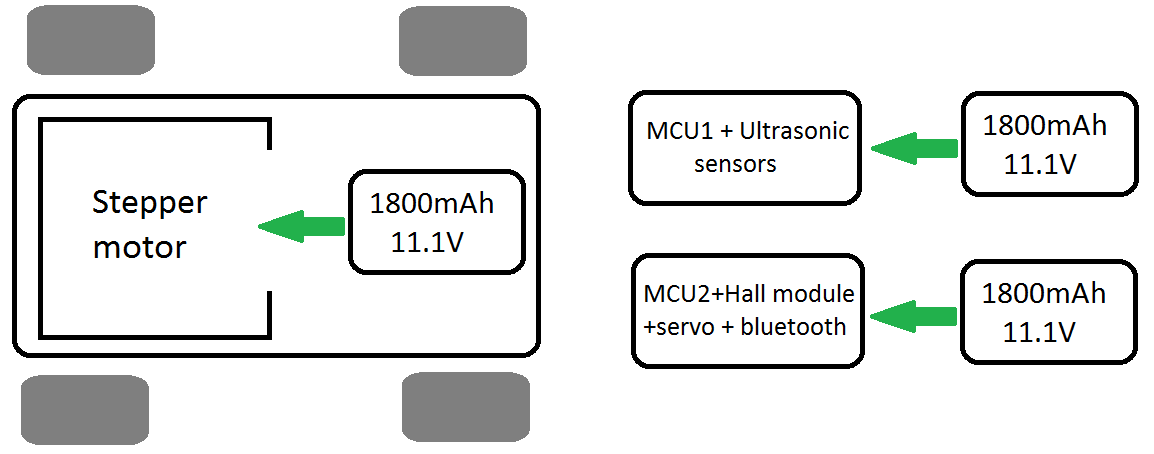 Stepper
motor
1800mAh
11.1V
MCU1 + Ultrasonic
sensors
1800mAh
11.1V
MCU2+Hall module
+servo + bluetooth
1800mAh
11.1V